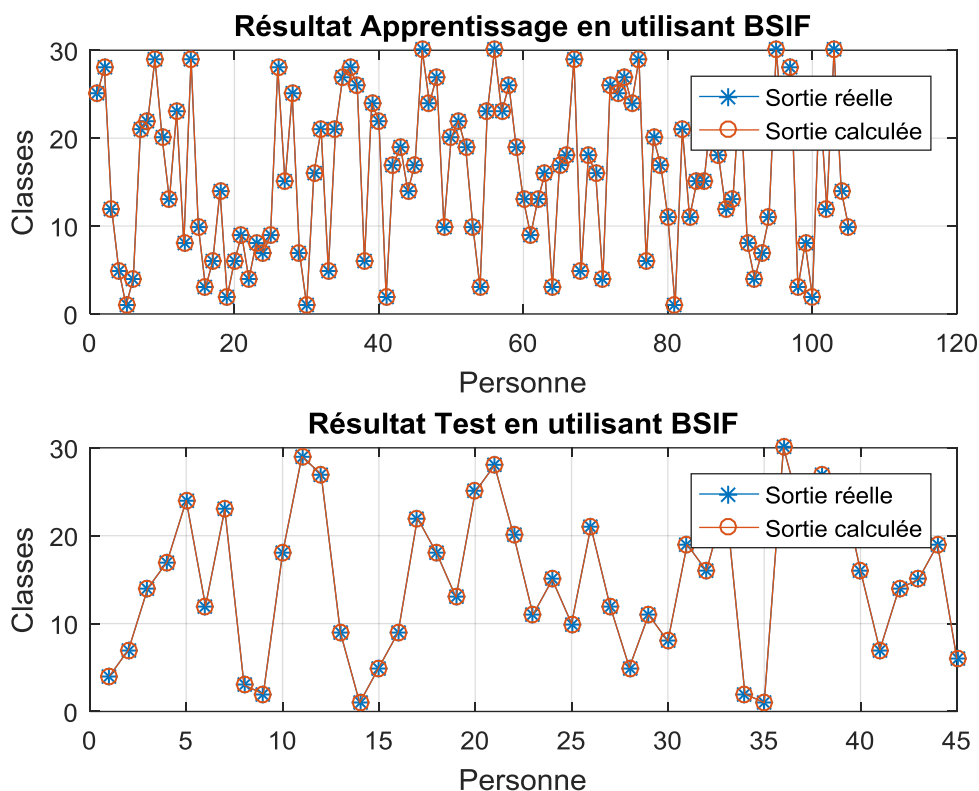 Résultat Apprentissage en utilisant BSIF
30
20
10
0
Classes
Sortie réelle
Sortie calculée
0 20 40 60 80 100 120
Personne
Résultat Test en utilisant BSIF
30
20
10
0
Classes
Sortie réelle
Sortie calculée
0 5 10 15 20 25 30 35 40 45
Personne